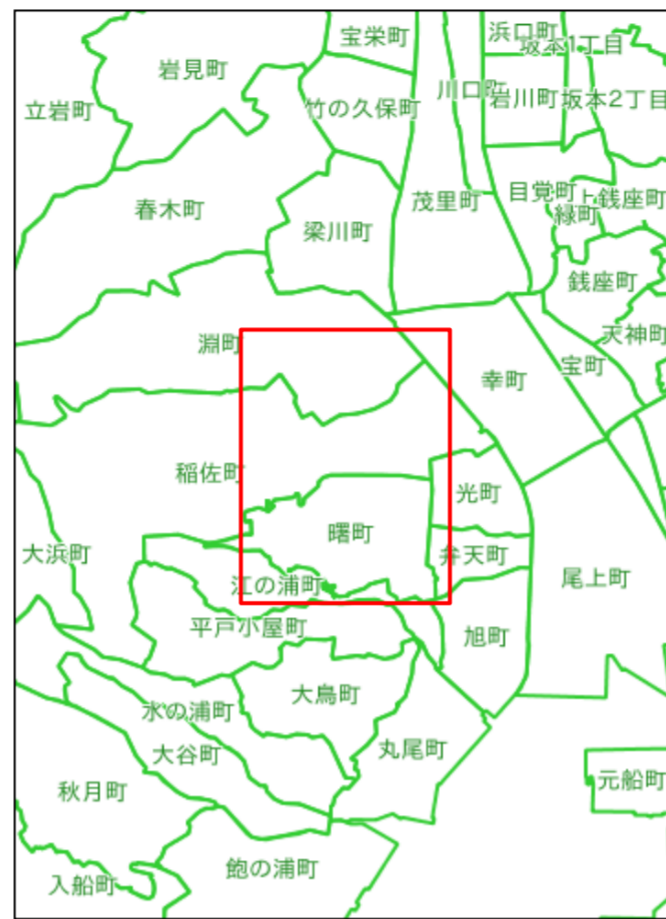 宝栄町
浜口町
坂本1丁目
岩見町
川口町
岩川町
坂本2丁目
立岩町
竹の久保町
春木町
梁川町
茂里町
目覚町
上銭座町
緑町
銭座町
淵町
天神町
幸町
宝町
稲佐町
光町
曙町
大浜町
弁天町
江の浦町
尾上町
平戸小屋町
旭町
大鳥町
水の浦町
大谷町
丸尾町
秋月町
元船町
飽の浦町
入船町